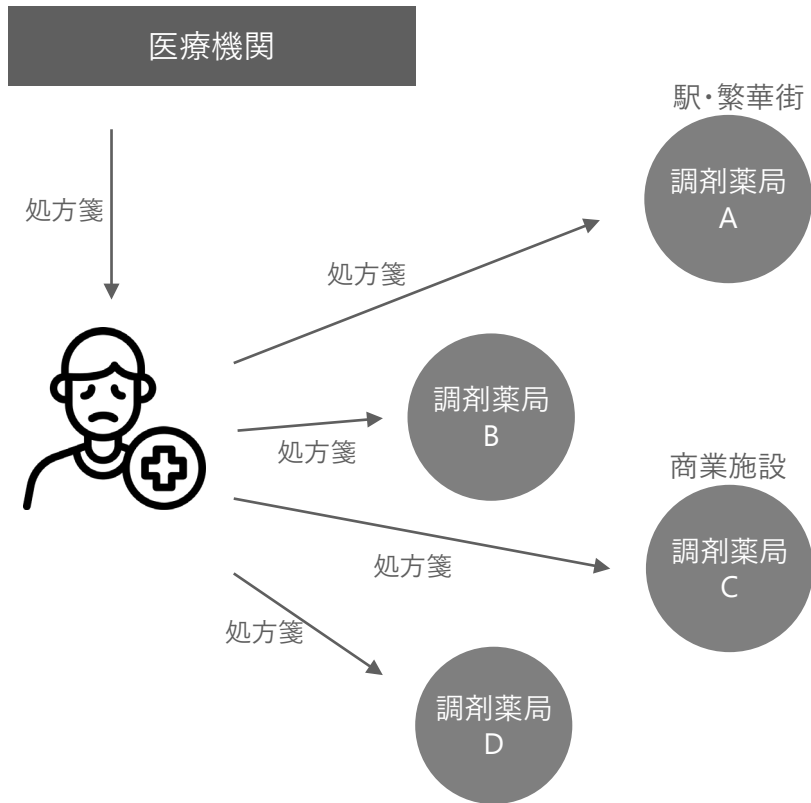 医療機関
処方箋
駅・繁華街
調剤薬局
A
処方箋
調剤薬局
B
処方箋
商業施設
調剤薬局
C
処方箋
処方箋
調剤薬局
D